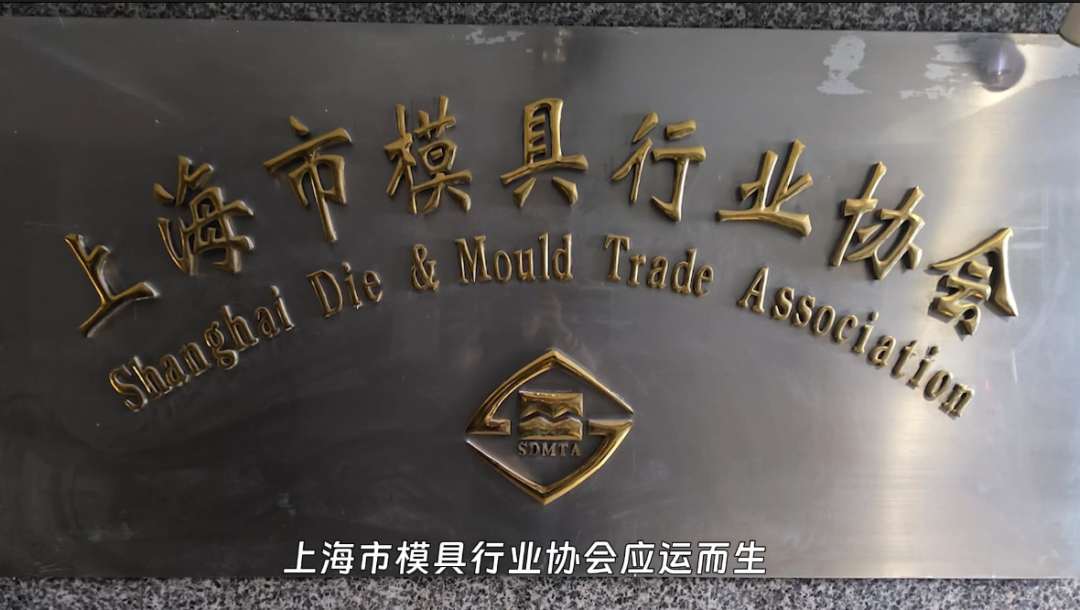 上海市模具行业协会
Shanghai Die & Mould Trade Association
SDMTA
上海市模具行业协会应运而生